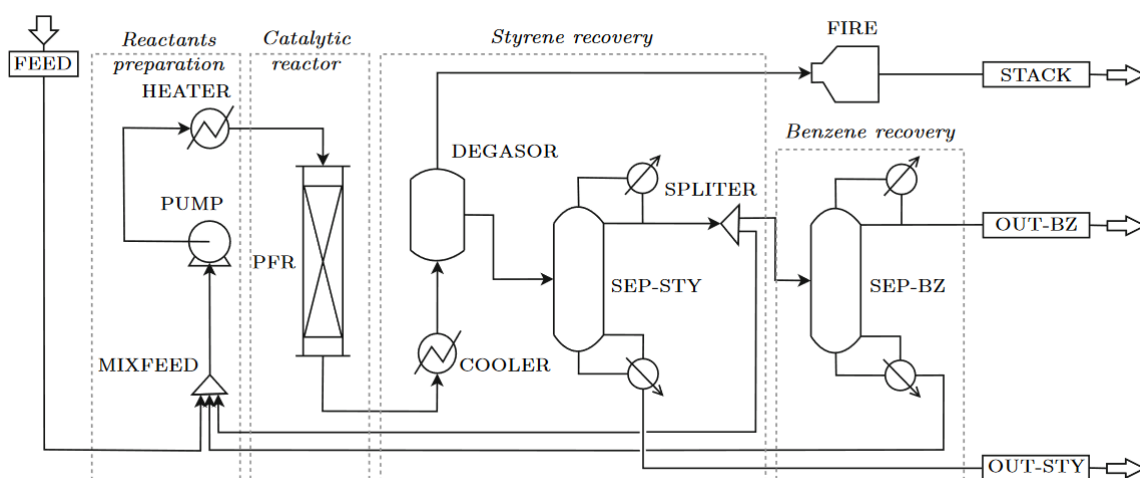 FEED
Reactants
preparation
Catalytic
reactor
Styrene recovery
FIRE
STACK
HEATER
Benzene recovery
DEGASOR
SPLITER
PUMP
OUT-BZ
PFR
SEP-STY
SEP-BZ
MIXFEED
COOLER
OUT-STY